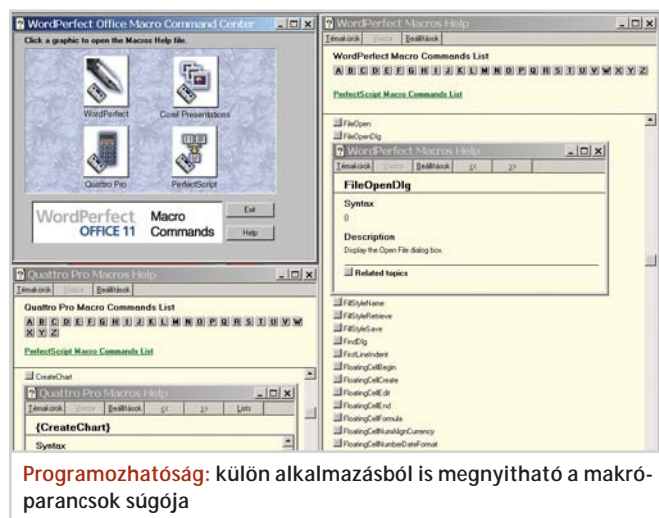 WordPerfect Office Macro Command Center
Click a graphic to open the Macros Help file.
WordPerfect
Corel Presentations
Quattro Pro
PerfectScript
WordPerfect
OFFICE 11
Macro
Commands
Exit
Help
WordPerfect Macros Help
Témakörök Vissza Beállítások
WordPerfect Macro Commands List
A B C D E F G H I J K L M N O P Q R S T U V W X Y Z
PerfectScript Macro Commands List
FileOpen
FileOpenDlg
WordPerfect Macros Help
Témakörök Vissza Beállítások << >>
FileOpenDlg
Syntax
()
Description
Display the Open File dialog box.
Related topics
FillStyleName
FillStyleRetrieve
FillStyleSave
FindDlg
FirstLineIndent
FloatingCellBegin
FloatingCellCreate
FloatingCellEdit
FloatingCellEnd
FloatingCellFormula
FloatingCellNumAlignCurrency
FloatingCellNumberDateFormat
Quattro Pro Macros Help
Témakörök Vissza Beállítások
Quattro Pro Macro Commands List
A B C D E F G H I J K L M N O P Q R S T U V W
X Y Z
PerfectScript Macro Commands List
CreateChart
Quattro Pro Macros Help
Témakörök Vissza Beállítások << >> Lists
{CreateChart}
Syntax
Programozhatóság: külön alkalmazásból is megnyitható a makró-
parancsok súgója